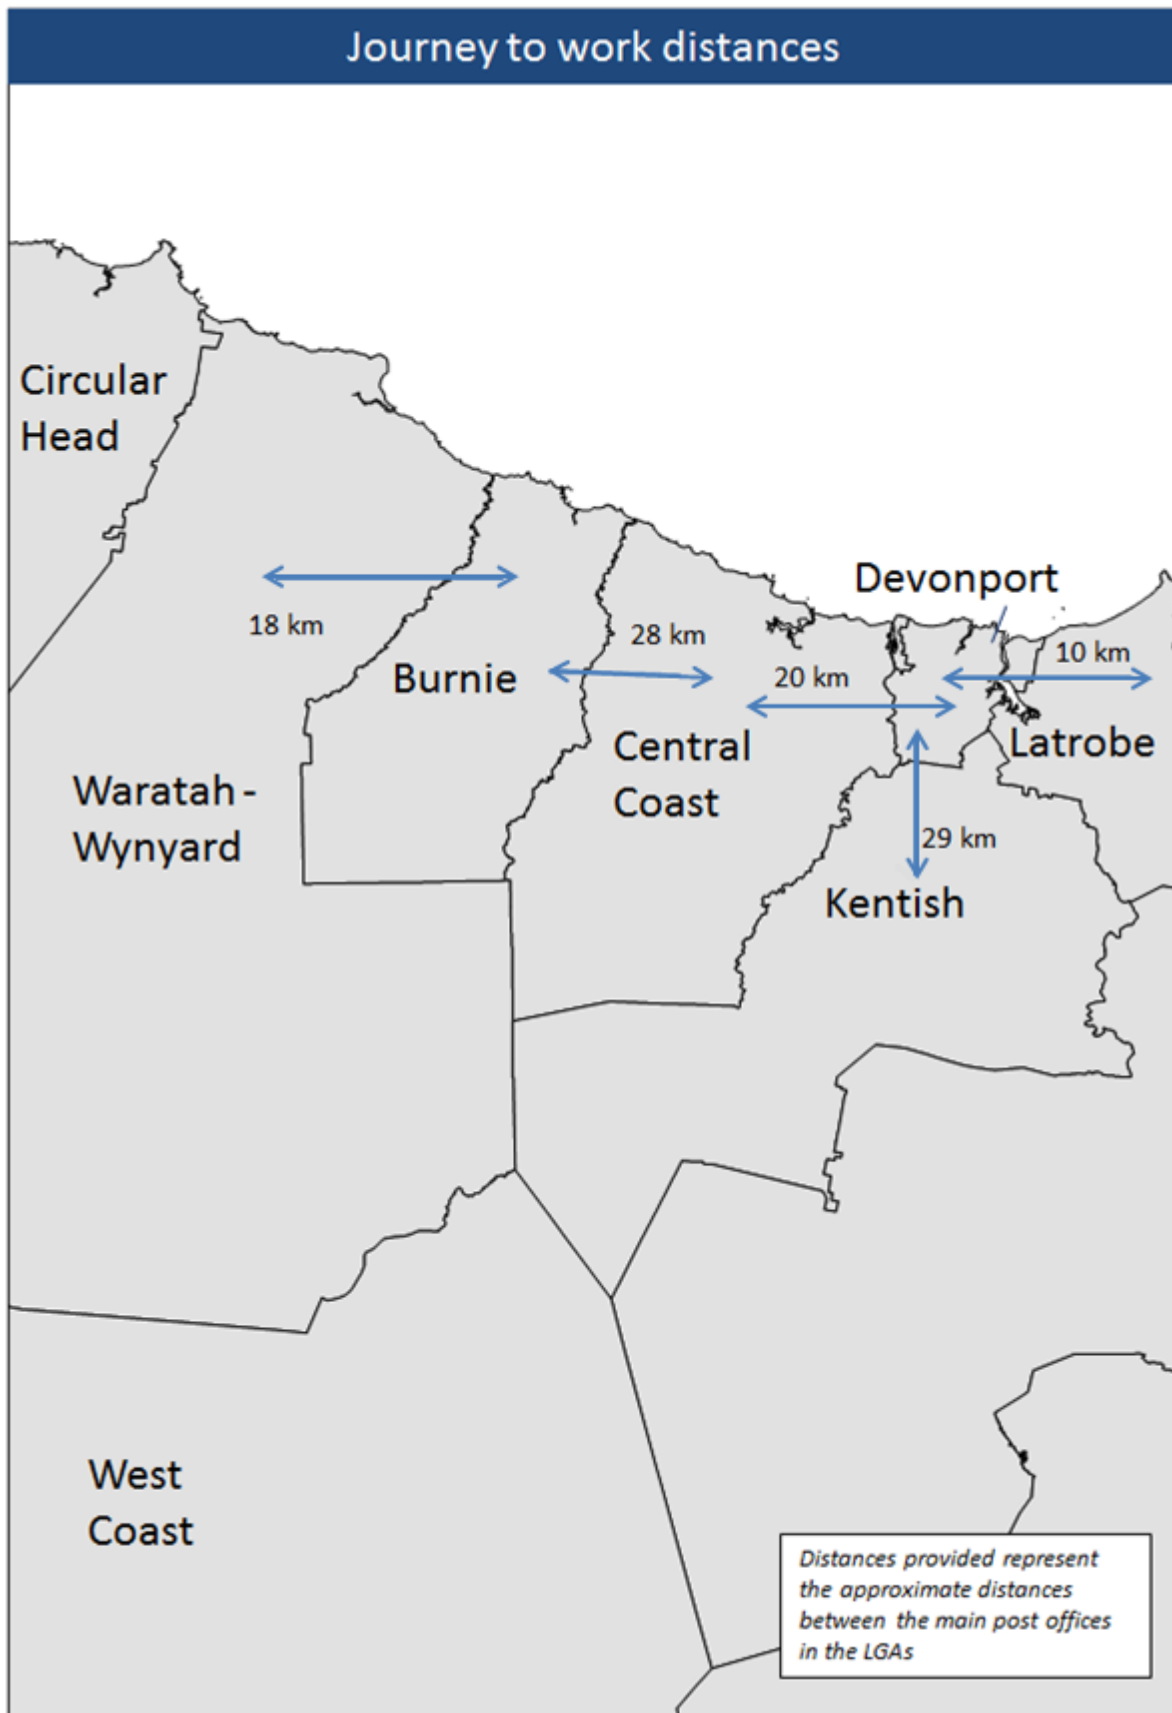 Journey to work distances
Circular
Head
Devonport
18 km
28 km
10 km
20 km
Burnie
Central
Coast
Latrobe
Waratah -
Wynyard
29 km
Kentish
West
Coast
Distances provided represent
the approximate distances
between the main post offices
in the LGAs